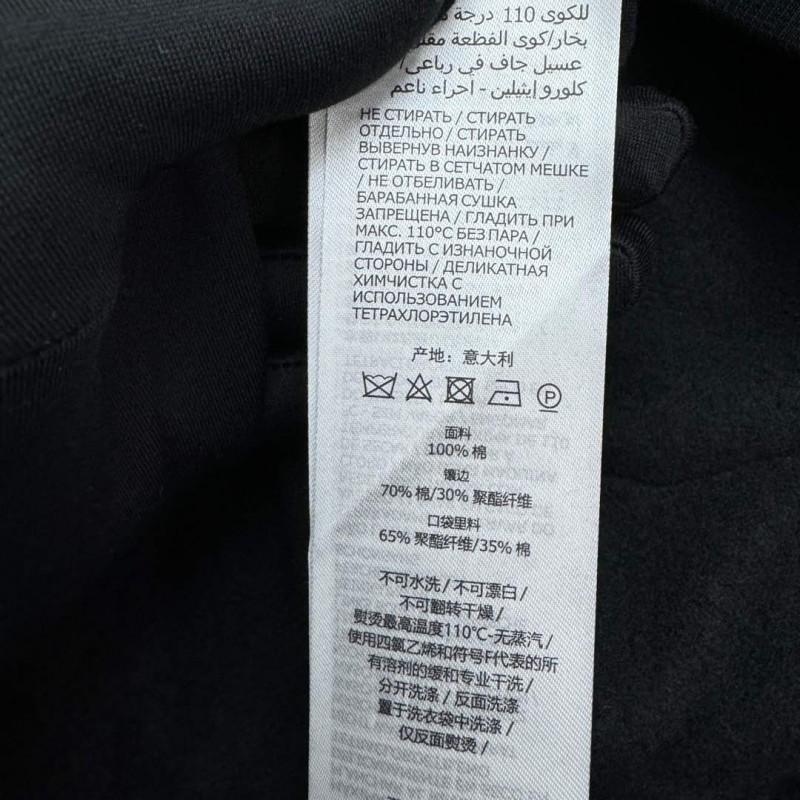 للكوى 110 درجة
بخار/كوى القطعة
غسيل جاف في رباعى/
كلورو إيثيلين - اجراء ناعم
НЕ СТИРАТЬ / СТИРАТЬ
ОТДЕЛЬНО / СТИРАТЬ
ВЫВЕРНУВ НАИЗНАНКУ /
СТИРАТЬ В СЕТЧАТОМ МЕШКЕ
/ НЕ ОТБЕЛИВАТЬ /
БАРАБАННАЯ СУШКА
ЗАПРЕЩЕНА / ГЛАДИТЬ ПРИ
МАКС. 110°C БЕЗ ПАРА /
ГЛАДИТЬ С ИЗНАНОЧНОЙ
СТОРОНЫ / ДЕЛИКАТНАЯ
ХИМЧИСТКА С
ИСПОЛЬЗОВАНИЕМ
ТЕТРАХЛОРЭТИЛЕНА
产地：意大利
P
面料
100% 棉
镶边
70% 棉/30% 聚酯纤维
口袋里料
65% 聚酯纤维/35% 棉
不可水洗 / 不可漂白 /
不可翻转干燥 /
熨烫最高温度110°C-无蒸汽 /
使用四氯乙烯和符号F代表的所
有溶剂的缓和专业干洗 /
分开洗涤 / 反面洗涤
置于洗衣袋中洗涤 /
仅反面熨烫 /